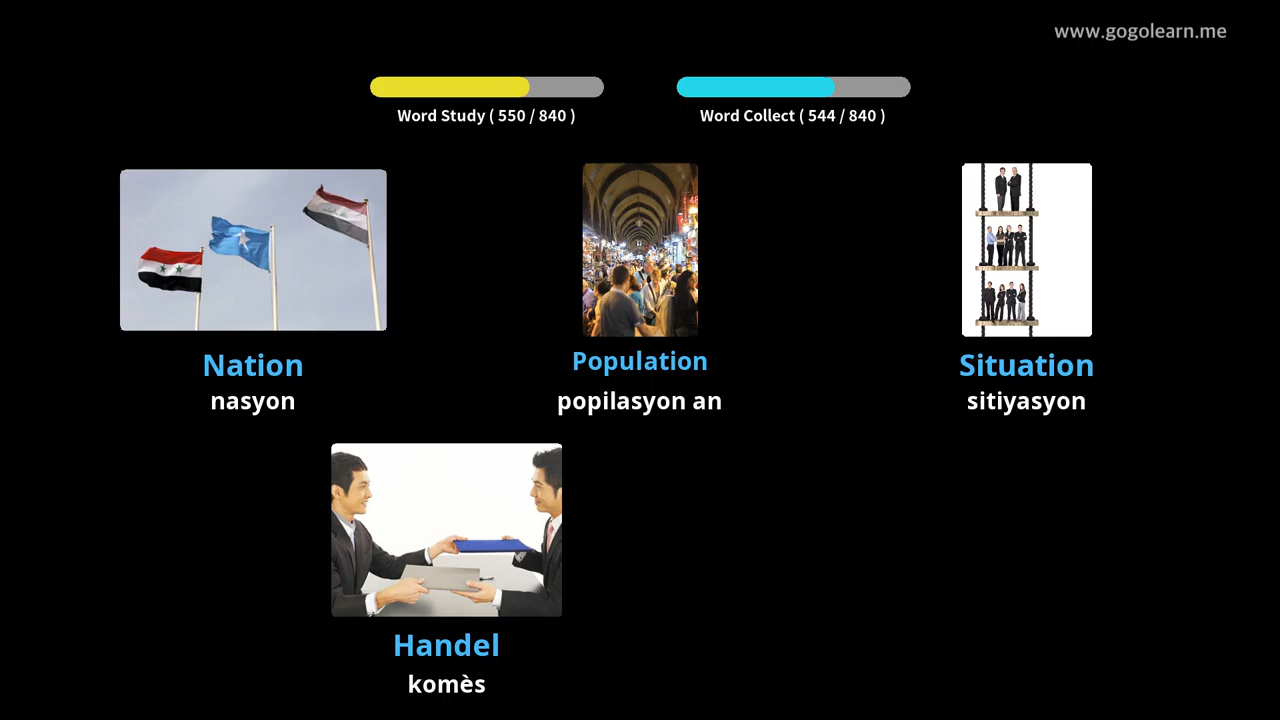 www.gogolearn.me
Word Study ( 550 / 840 )
Word Collect ( 544 / 840 )
Nation
nasyon
Population
popilasyon an
Situation
sitiyasyon
Handel
komès